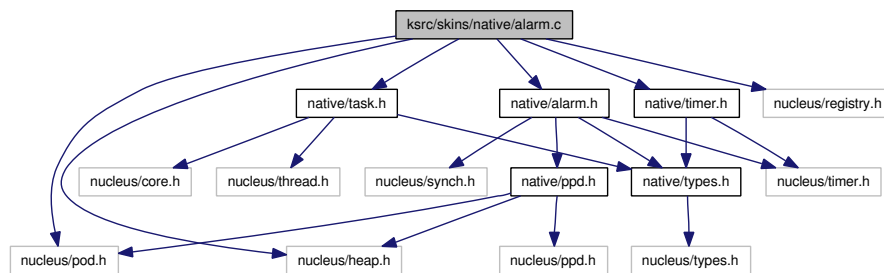 ksrc/skins/native/alarm.c
native/task.h
native/alarm.h
native/timer.h
nucleus/registry.h
nucleus/core.h
nucleus/thread.h
nucleus/synch.h
native/ppd.h
native/types.h
nucleus/timer.h
nucleus/pod.h
nucleus/heap.h
nucleus/ppd.h
nucleus/types.h